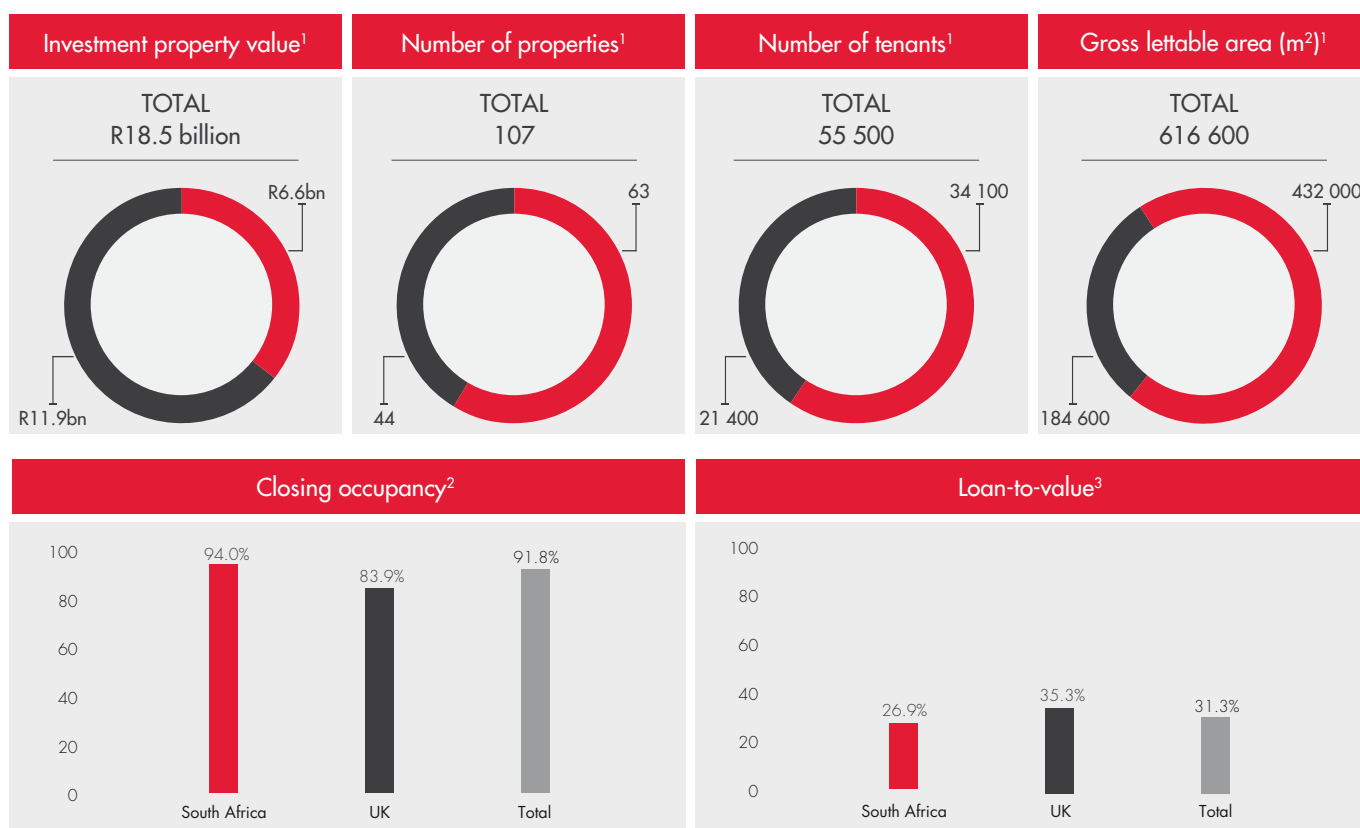 Investment property value¹
TOTAL
R18.5 billion
R6.6bn
R11.9bn
Number of properties¹
TOTAL
107
63
44
Number of tenants¹
TOTAL
55 500
34 100
21 400
Gross lettable area (m²)¹
TOTAL
616 600
432 000
184 600
Closing occupancy²
100
80
60
40
20
0
94.0%
83.9%
91.8%
South Africa
UK
Total
Loan-to-value³
100
80
60
40
20
0
26.9%
35.3%
31.3%
South Africa
UK
Total